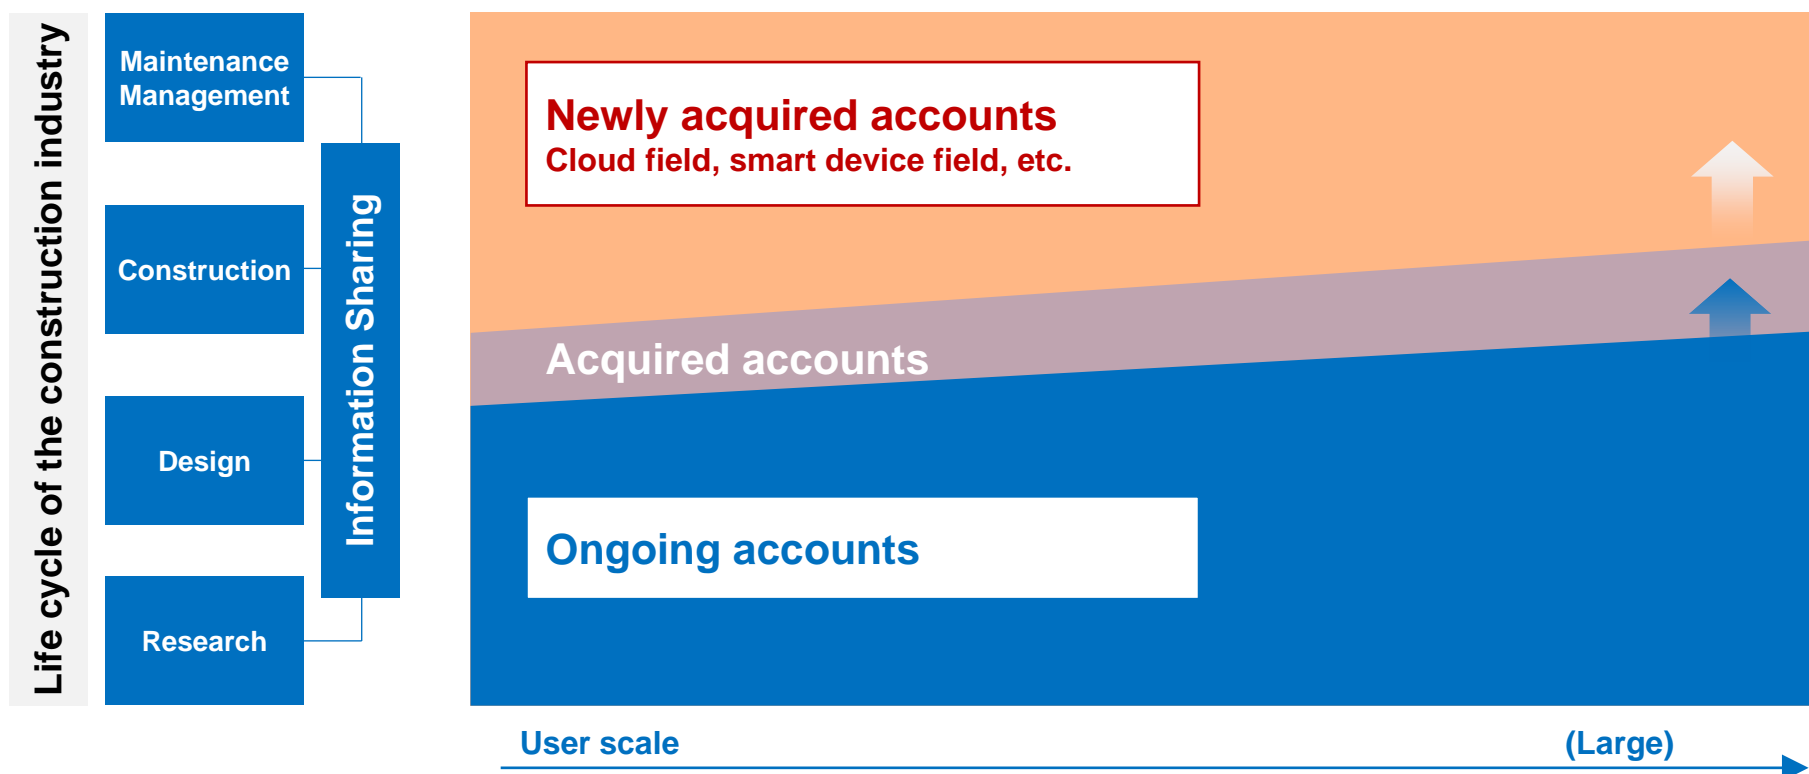 Life cycle of the construction industry
Maintenance
Management
Construction
Design
Research
Information Sharing
Newly acquired accounts
Cloud field, smart device field, etc.
Acquired accounts
Ongoing accounts
User scale
(Large)